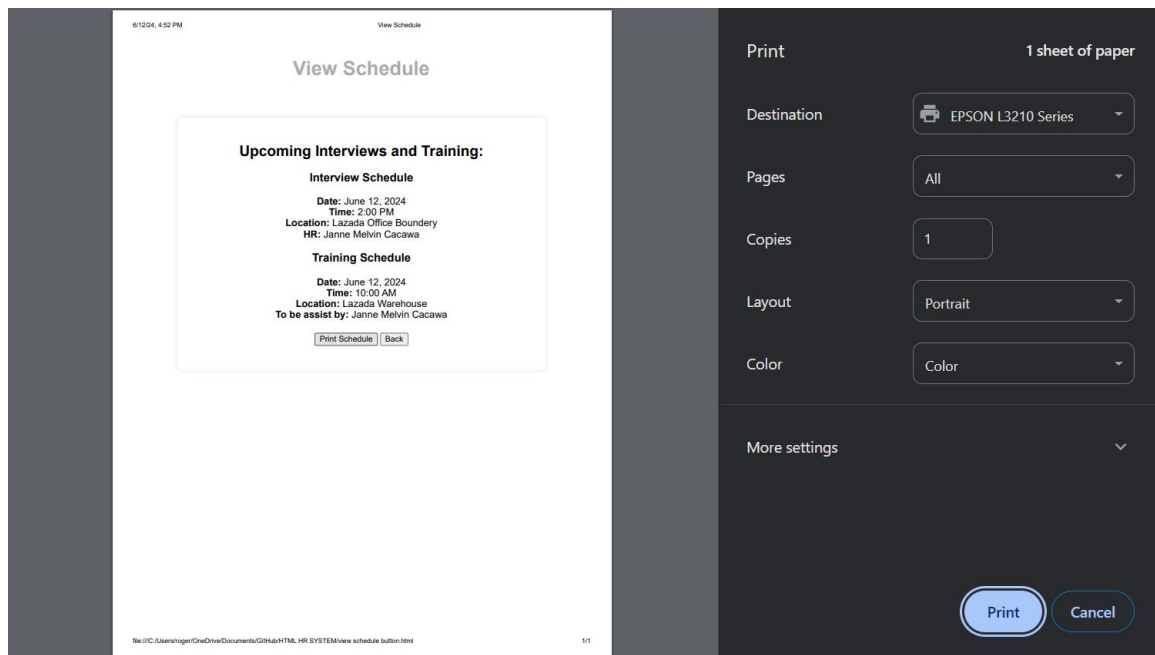 6/12/24, 4:52 PM View Schedule
View Schedule
Upcoming Interviews and Training:
Interview Schedule
Date: June 12, 2024
Time: 2:00 PM
Location: Lazada Office Boundery
HR: Janne Melvin Cacawa
Training Schedule
Date: June 12, 2024
Time: 10:00 AM
Location: Lazada Warehouse
To be assist by: Janne Melvin Cacawa
Print Schedule Back
file:///C:/Users/roger/OneDrive/Documents/GitHub/HTML HR SYSTEM/view schedule button.html 1/1
Print 1 sheet of paper
Destination EPSON L3210 Series
Pages All
Copies 1
Layout Portrait
Color Color
More settings
Print Cancel